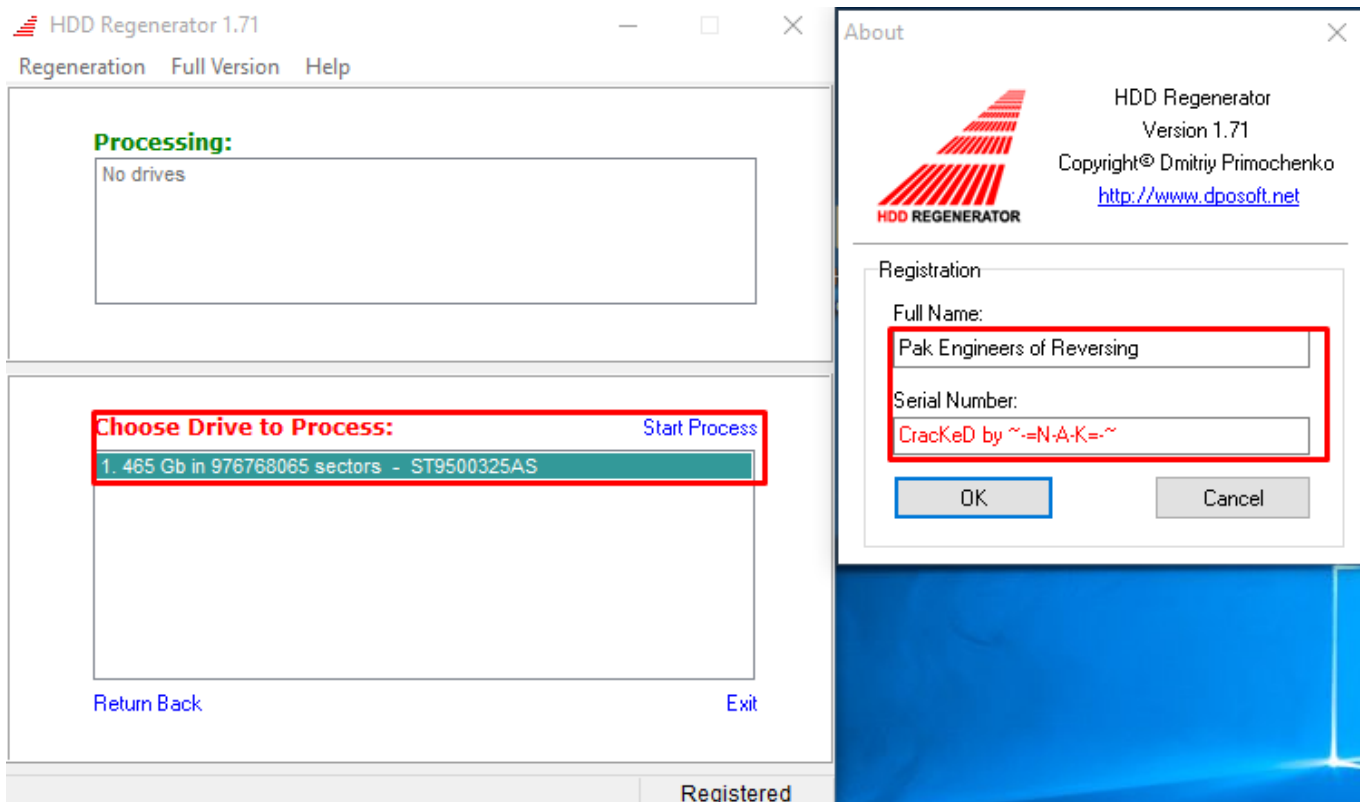 HDD Regenerator 1.71
Regeneration Full Version Help
Processing:
No drives
Choose Drive to Process: Start Process
1. 465 Gb in 976768065 sectors - ST9500325AS
Return Back Exit
Registered
About
HDD Regenerator
Version 1.71
Copyright© Dmitriy Primochenko
http://www.dposoft.net
HDD REGENERATOR
Registration
Full Name:
Pak Engineers of Reversing
Serial Number:
CracKeD by ~-=N-A-K=-~
OK Cancel